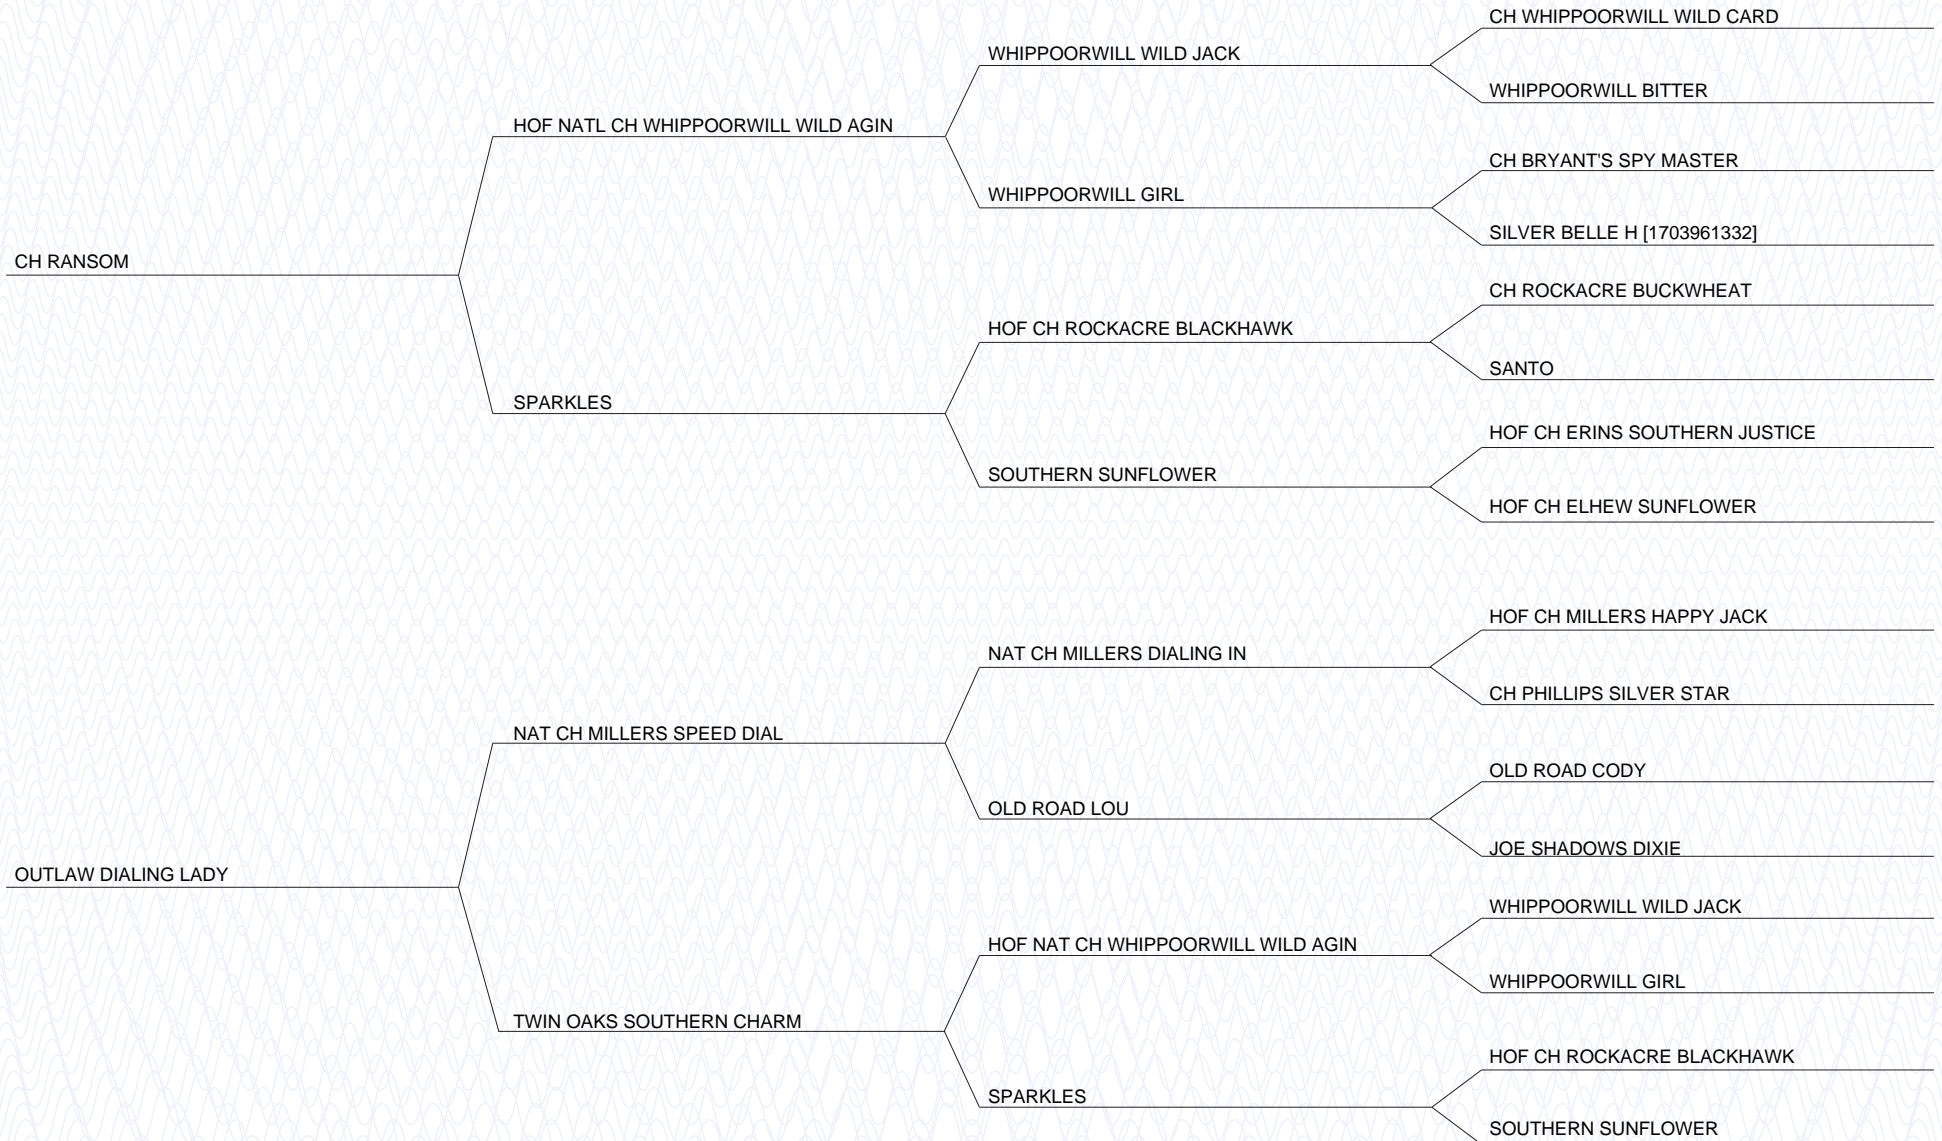 CH WHIPPOORWILL WILD CARD
WHIPPOORWILL WILD JACK
WHIPPOORWILL BITTER
HOF NATL CH WHIPPOORWILL WILD AGIN
CH BRYANT'S SPY MASTER
WHIPPOORWILL GIRL
SILVER BELLE H [1703961332]
CH RANSOM
CH ROCKACRE BUCKWHEAT
HOF CH ROCKACRE BLACKHAWK
SANTO
SPARKLES
HOF CH ERINS SOUTHERN JUSTICE
SOUTHERN SUNFLOWER
HOF CH ELHEW SUNFLOWER
HOF CH MILLERS HAPPY JACK
NAT CH MILLERS DIALING IN
CH PHILLIPS SILVER STAR
NAT CH MILLERS SPEED DIAL
OLD ROAD CODY
OLD ROAD LOU
JOE SHADOWS DIXIE
OUTLAW DIALING LADY
WHIPPOORWILL WILD JACK
HOF NAT CH WHIPPOORWILL WILD AGIN
WHIPPOORWILL GIRL
TWIN OAKS SOUTHERN CHARM
HOF CH ROCKACRE BLACKHAWK
SPARKLES
SOUTHERN SUNFLOWER